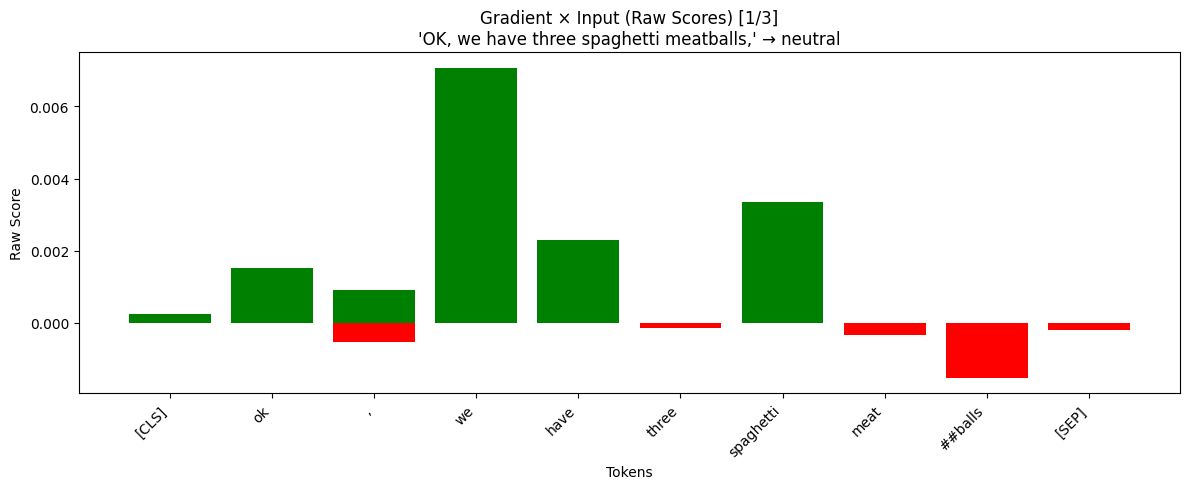 Gradient × Input (Raw Scores) [1/3]
'OK, we have three spaghetti meatballs,' → neutral
Raw Score
0.006
0.004
0.002
0.000
[CLS]
ok
,
we
have
three
spaghetti
meat
##balls
[SEP]
Tokens